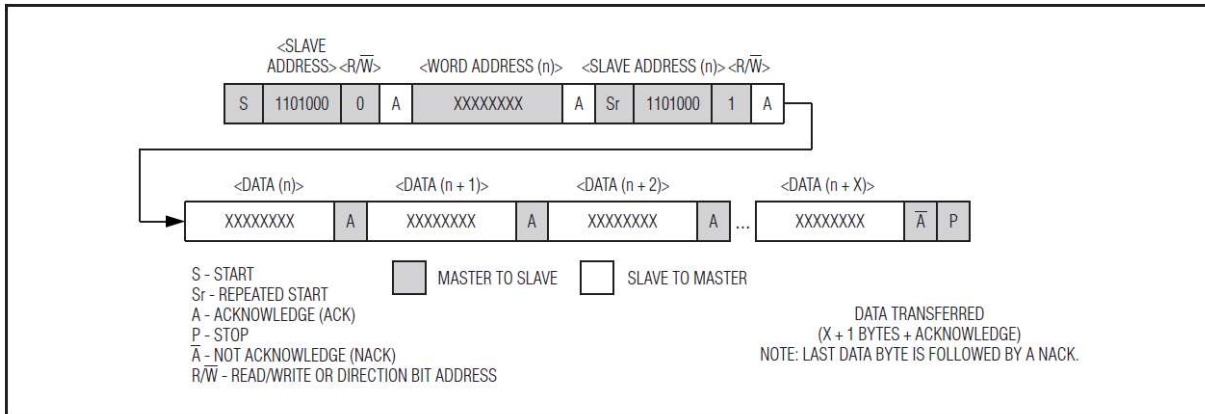 <SLAVE
ADDRESS> <R/W̅> <WORD ADDRESS (n)> <SLAVE ADDRESS (n)> <R/W̅>
S 1101000 0 A XXXXXXXX A Sr 1101000 1 A
<DATA (n)> <DATA (n + 1)> <DATA (n + 2)> <DATA (n + X)>
XXXXXXXX A XXXXXXXX A XXXXXXXX A ... XXXXXXXX A̅ P
S - START
Sr - REPEATED START
A - ACKNOWLEDGE (ACK)
P - STOP
A̅ - NOT ACKNOWLEDGE (NACK)
R/W̅ - READ/WRITE OR DIRECTION BIT ADDRESS
MASTER TO SLAVE SLAVE TO MASTER
DATA TRANSFERRED
(X + 1 BYTES + ACKNOWLEDGE)
NOTE: LAST DATA BYTE IS FOLLOWED BY A NACK.